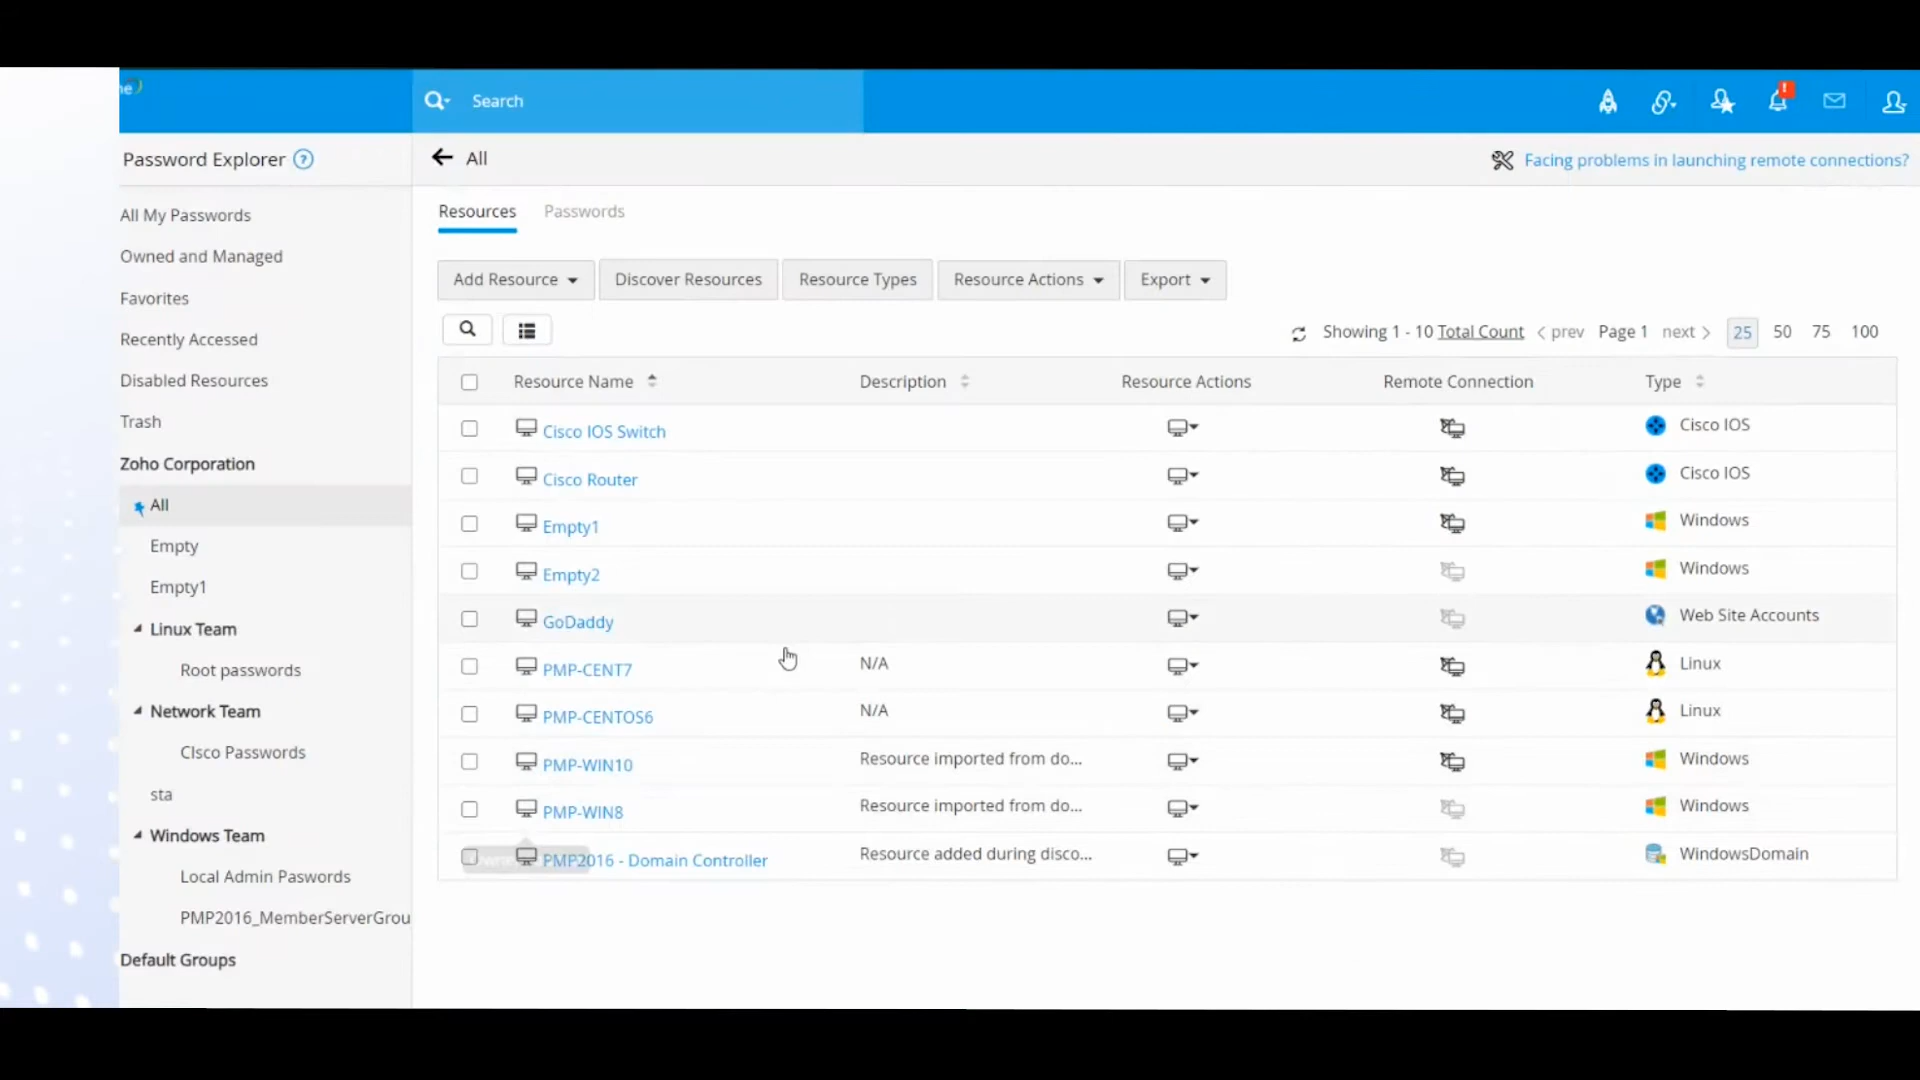 Search
!
Password Explorer ?
All
Facing problems in launching remote connections?
All My Passwords
Owned and Managed
Favorites
Recently Accessed
Disabled Resources
Trash
Zoho Corporation
All
Empty
Empty1
Linux Team
Root passwords
Network Team
CIsco Passwords
sta
Windows Team
Local Admin Paswords
PMP2016_MemberServerGrou
Default Groups
Resources Passwords
Add Resource Discover Resources Resource Types Resource Actions Export
Showing 1 - 10 Total Count prev Page 1 next 25 50 75 100
Resource Name Description Resource Actions Remote Connection Type
Cisco IOS Switch Cisco IOS
Cisco Router Cisco IOS
Empty1 Windows
Empty2 Windows
GoDaddy Web Site Accounts
PMP-CENT7 N/A Linux
PMP-CENTOS6 N/A Linux
PMP-WIN10 Resource imported from do... Windows
PMP-WIN8 Resource imported from do... Windows
PMP2016 - Domain Controller Resource added during disco... WindowsDomain